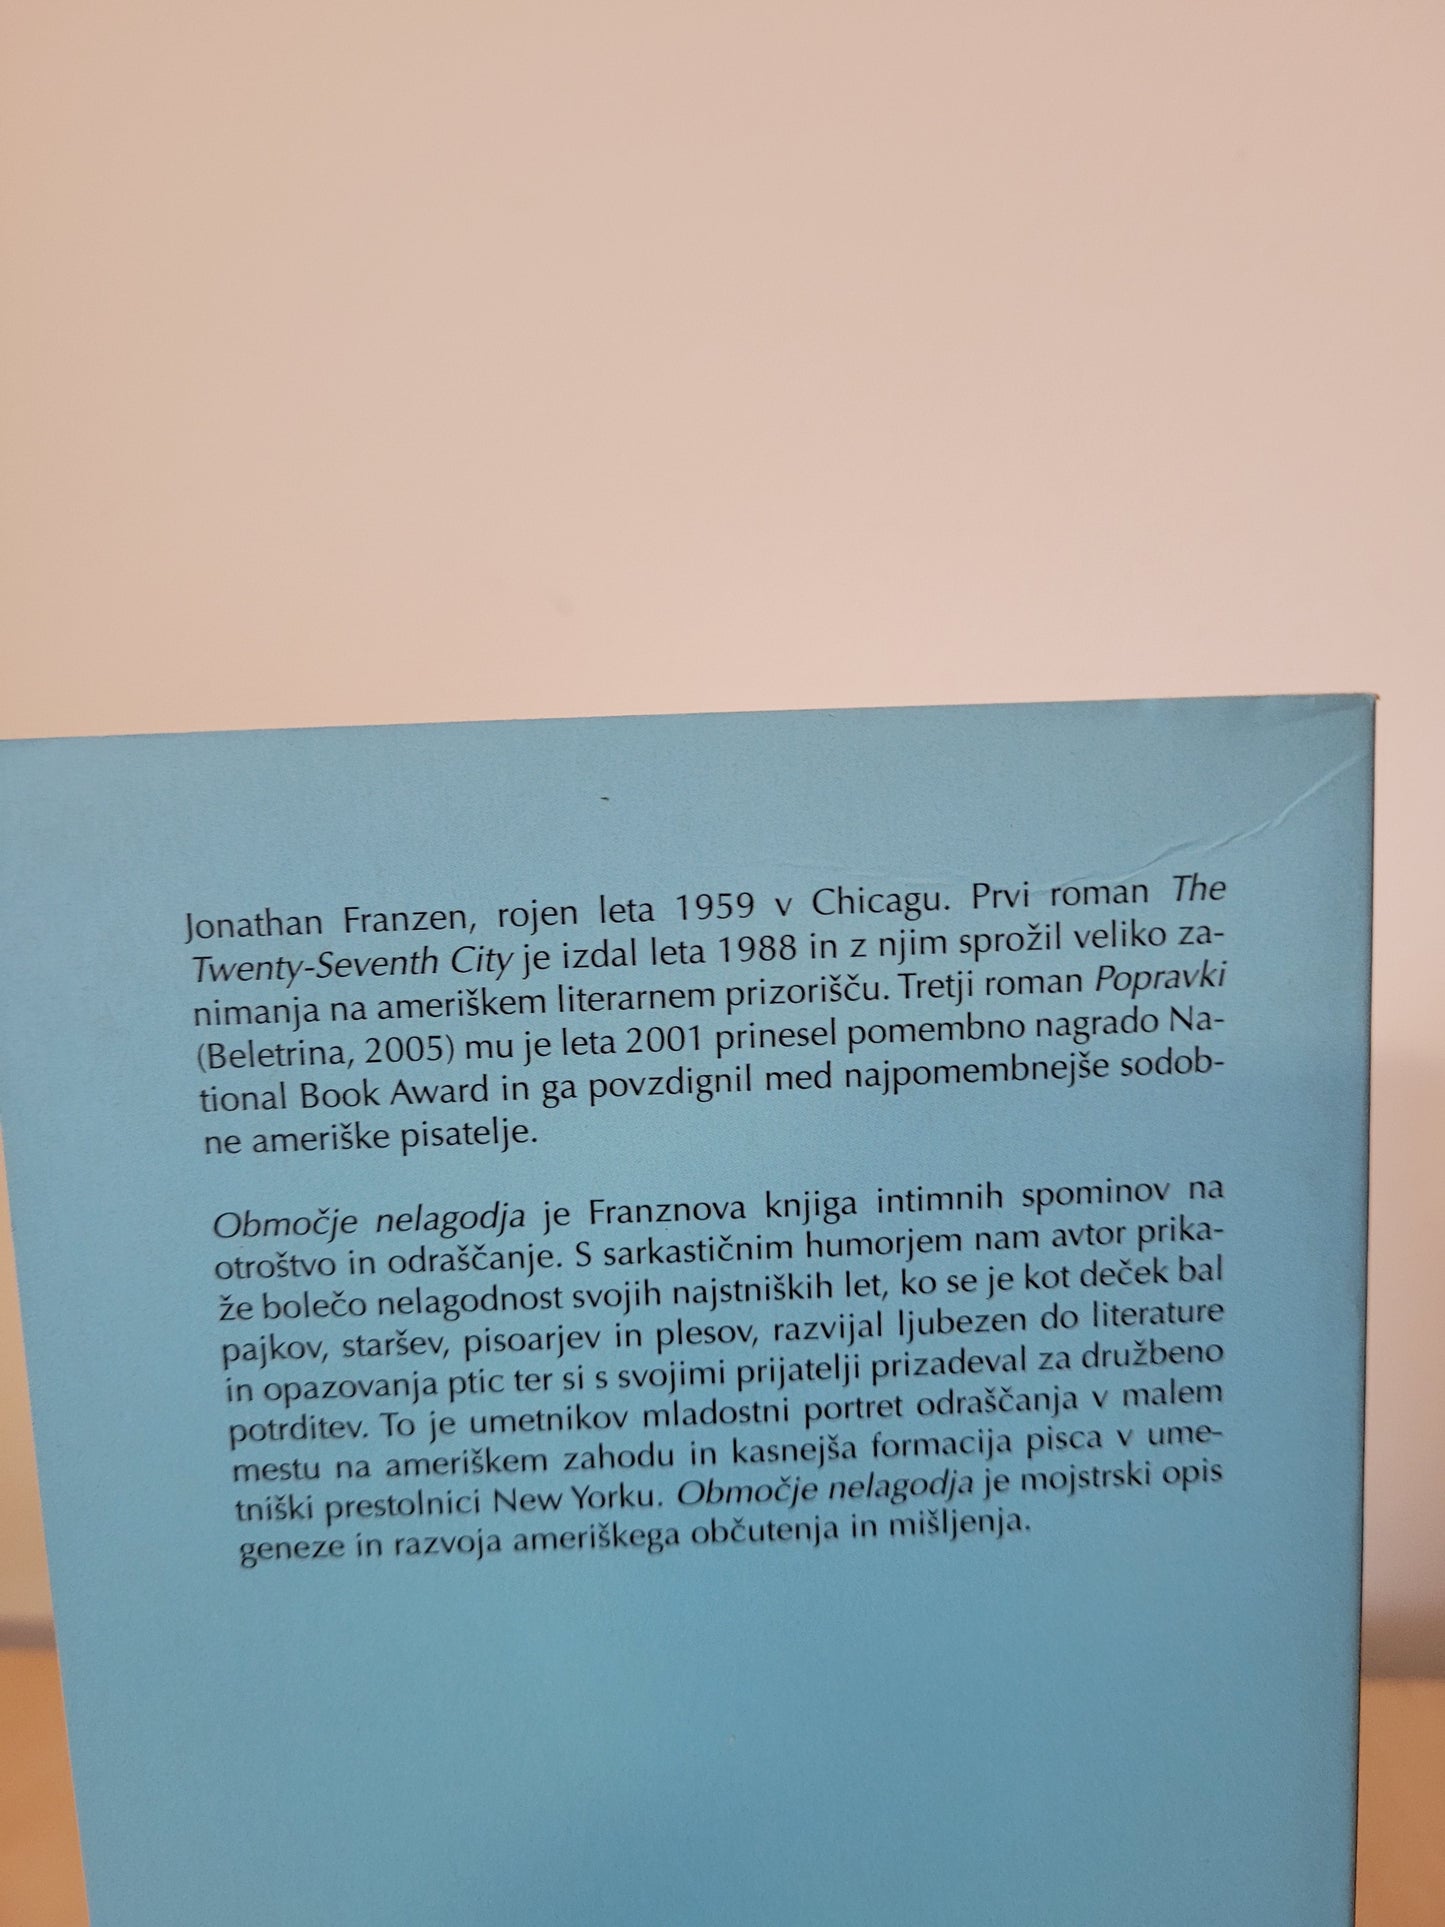 Jonathan Franzen, rojen leta 1959 v Chicagu. Prvi roman The
Twenty-Seventh City je izdal leta 1988 in z njim sprožil veliko za-
nimanja na ameriškem literarnem prizorišču. Tretji roman Popravki
(Beletrina, 2005) mu je leta 2001 prinesel pomembno nagrado Na-
tional Book Award in ga povzdignil med najpomembnejše sodob-
ne ameriške pisatelje.
Območje nelagodja je Franznova knjiga intimnih spominov na
otroštvo in odraščanje. S sarkastičnim humorjem nam avtor prika-
že bolečo nelagodnost svojih najstniških let, ko se je kot deček bal
pajkov, staršev, pisoarjev in plesov, razvijal ljubezen do literature
in opazovanja ptic ter si s svojimi prijatelji prizadeval za družbeno
potrditev. To je umetnikov mladostni portret odraščanja v malem
mestu na ameriškem zahodu in kasnejša formacija pisca v ume-
tniški prestolnici New Yorku. Območje nelagodja je mojstrski opis
geneze in razvoja ameriškega občutenja in mišljenja.